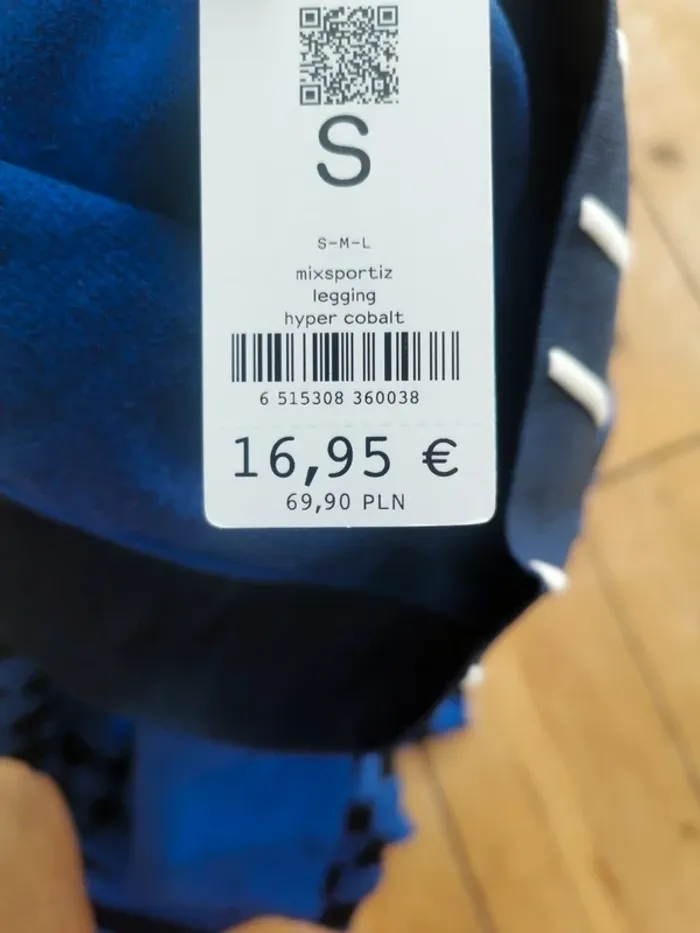 S
S-M-L
mixsportiz
legging
hyper cobalt
6 515308 360038
16,95 €
69,90 PLN